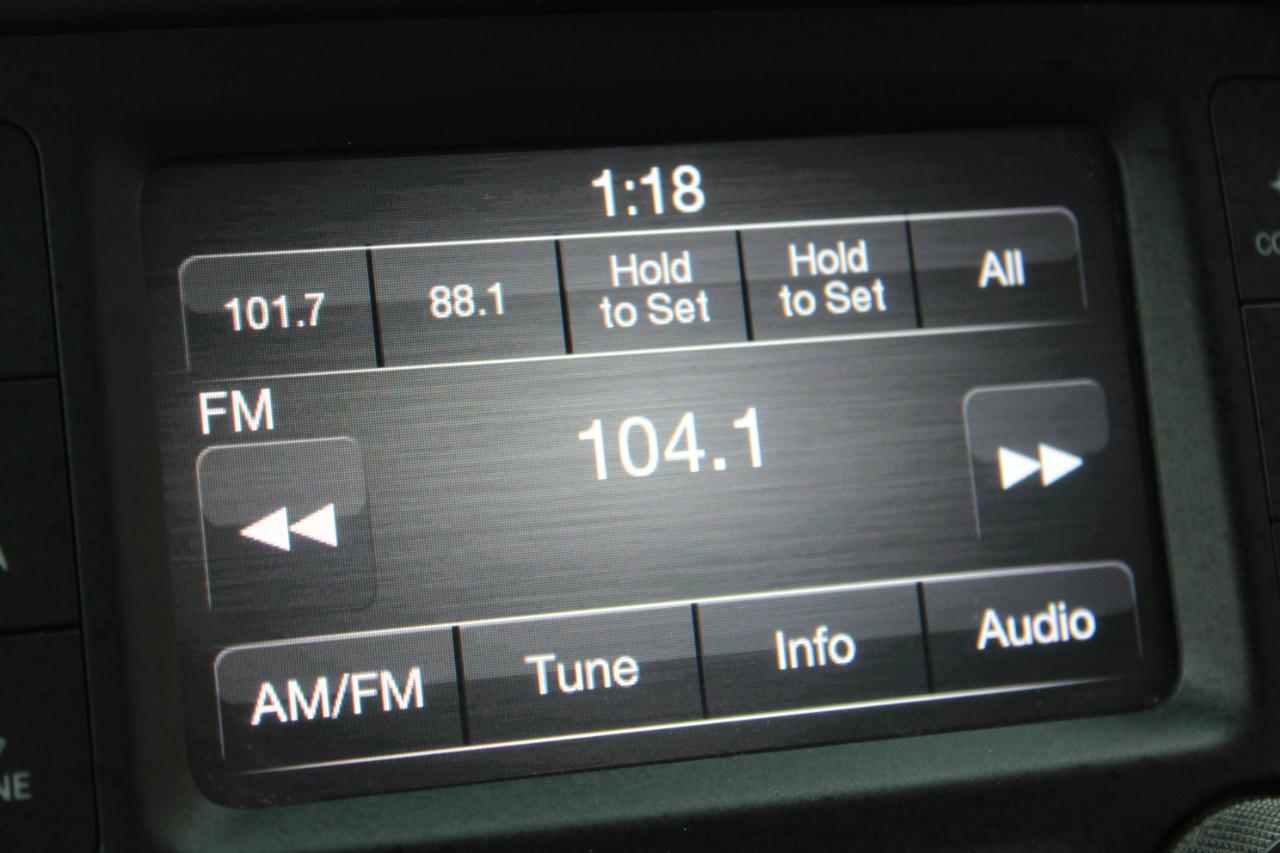 1:18
101.7
88.1
Hold
to Set
Hold
to Set
All
FM
104.1
AM/FM
Tune
Info
Audio